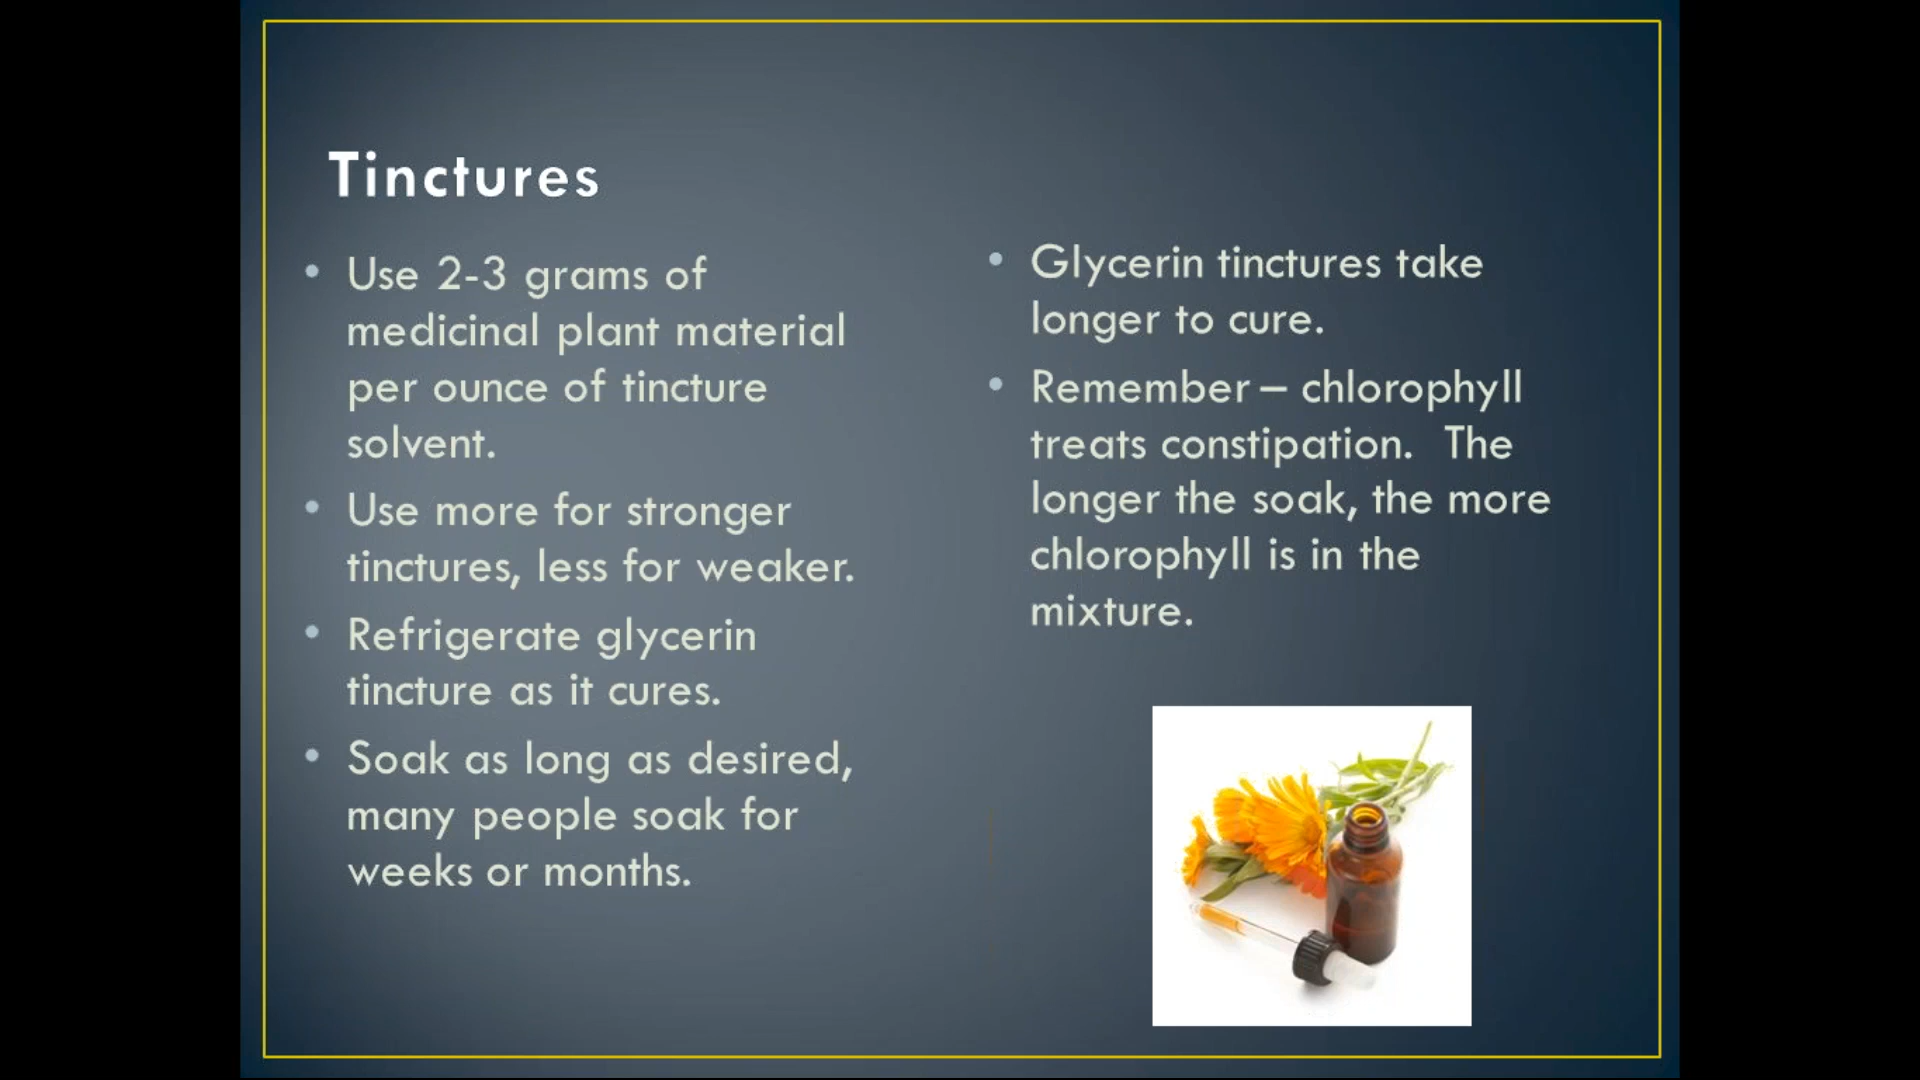 Tinctures
• Use 2-3 grams of
medicinal plant material
per ounce of tincture
solvent.
• Use more for stronger
tinctures, less for weaker.
• Refrigerate glycerin
tincture as it cures.
• Soak as long as desired,
many people soak for
weeks or months.
• Glycerin tinctures take
longer to cure.
• Remember – chlorophyll
treats constipation.  The
longer the soak, the more
chlorophyll is in the
mixture.